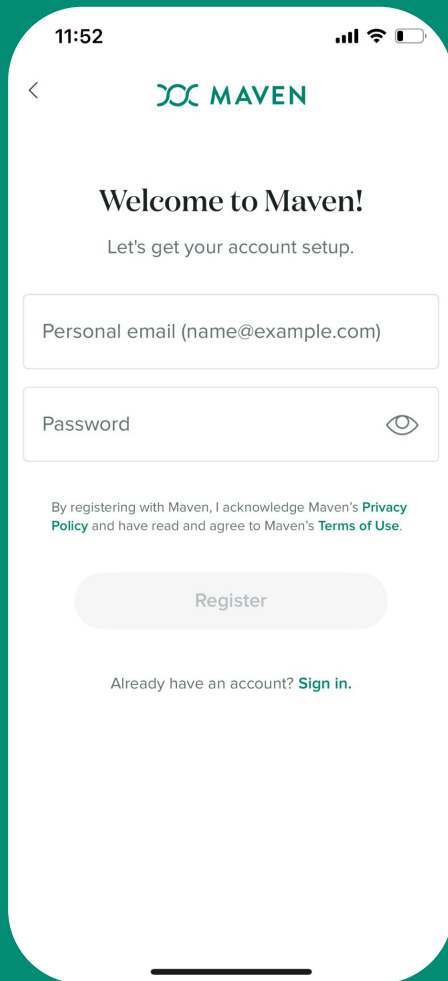 11:52
MAVEN
Welcome to Maven!
Let's get your account setup.
Personal email (name@example.com)
Password
By registering with Maven, I acknowledge Maven's Privacy
Policy and have read and agree to Maven's Terms of Use.
Register
Already have an account? Sign in.